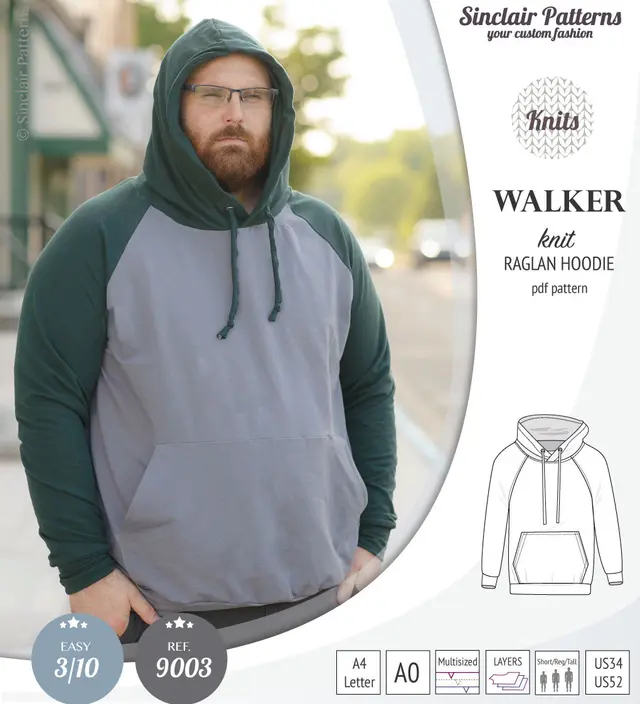 © Sinclair Patterns
Sinclair Patterns
your custom fashion
Knits
WALKER
knit
RAGLAN HOODIE
pdf pattern
EASY
3/10
REF.
9003
A4
Letter
A0
Multisized
LAYERS
Short/Reg/Tall
US34
US52